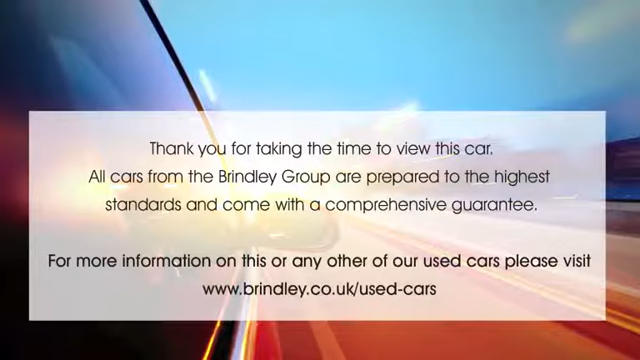 Thank you for taking the time to view this car.
All cars from the Brindley Group are prepared to the highest
standards and come with a comprehensive guarantee.
For more information on this or any other of our used cars please visit
www.brindley.co.uk/used-cars